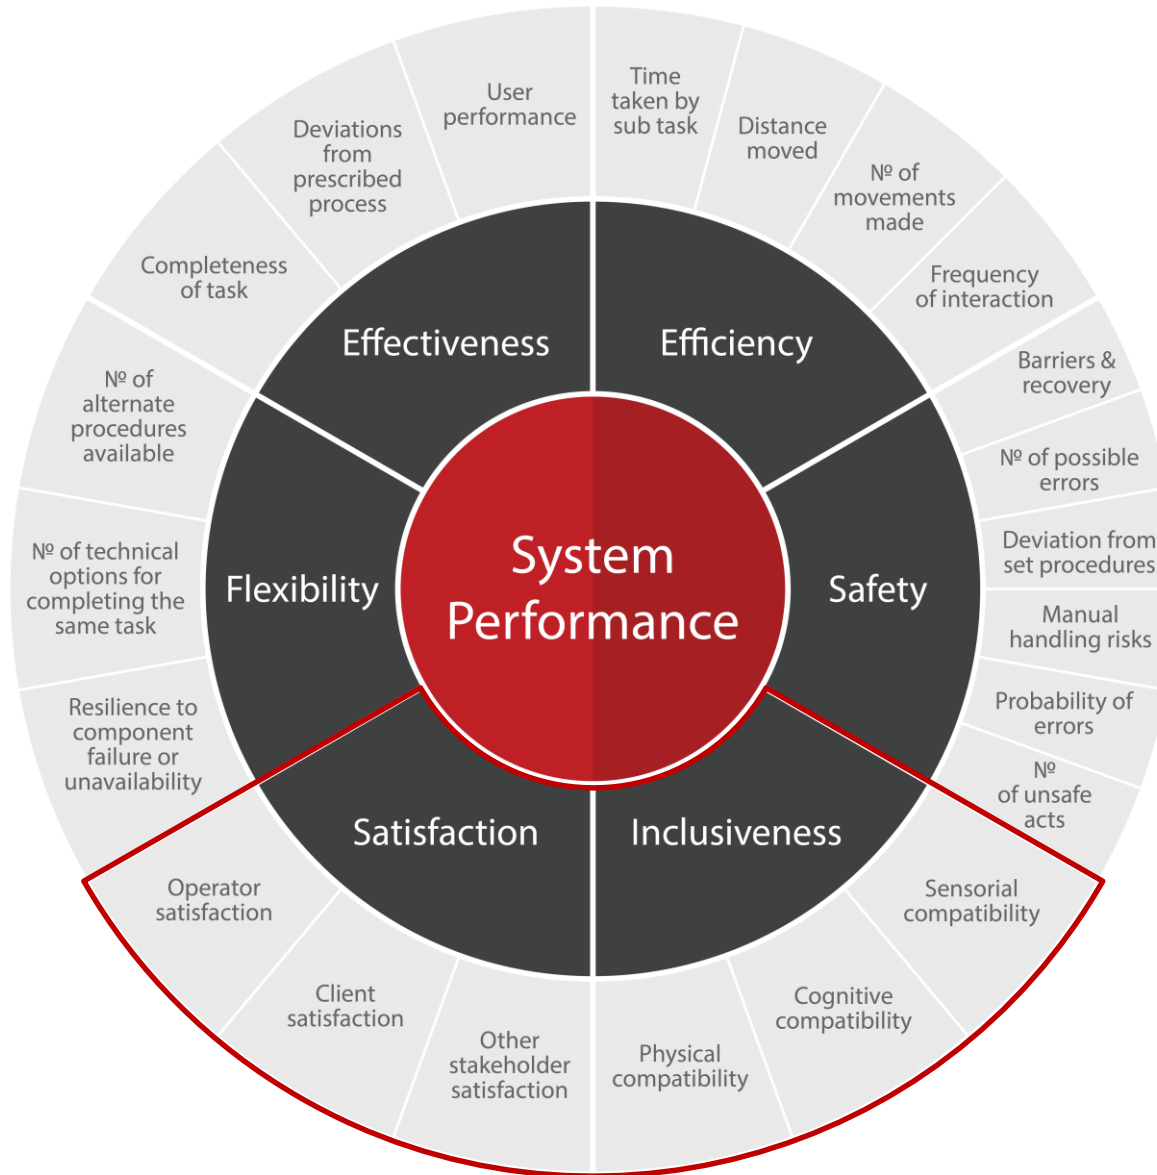 System
Performance
Effectiveness
Efficiency
Safety
Inclusiveness
Satisfaction
Flexibility
User
performance
Deviations
from
prescribed
process
Completeness
of task
Time
taken by
sub task
Distance
moved
Nº of
movements
made
Frequency
of interaction
Barriers &
recovery
Nº of possible
errors
Deviation from
set procedures
Manual
handling risks
Probability of
errors
Nº
of unsafe
acts
Sensorial
compatibility
Cognitive
compatibility
Physical
compatibility
Other
stakeholder
satisfaction
Client
satisfaction
Operator
satisfaction
Resilience to
component
failure or
unavailability
Nº of technical
options for
completing the
same task
Nº of
alternate
procedures
available